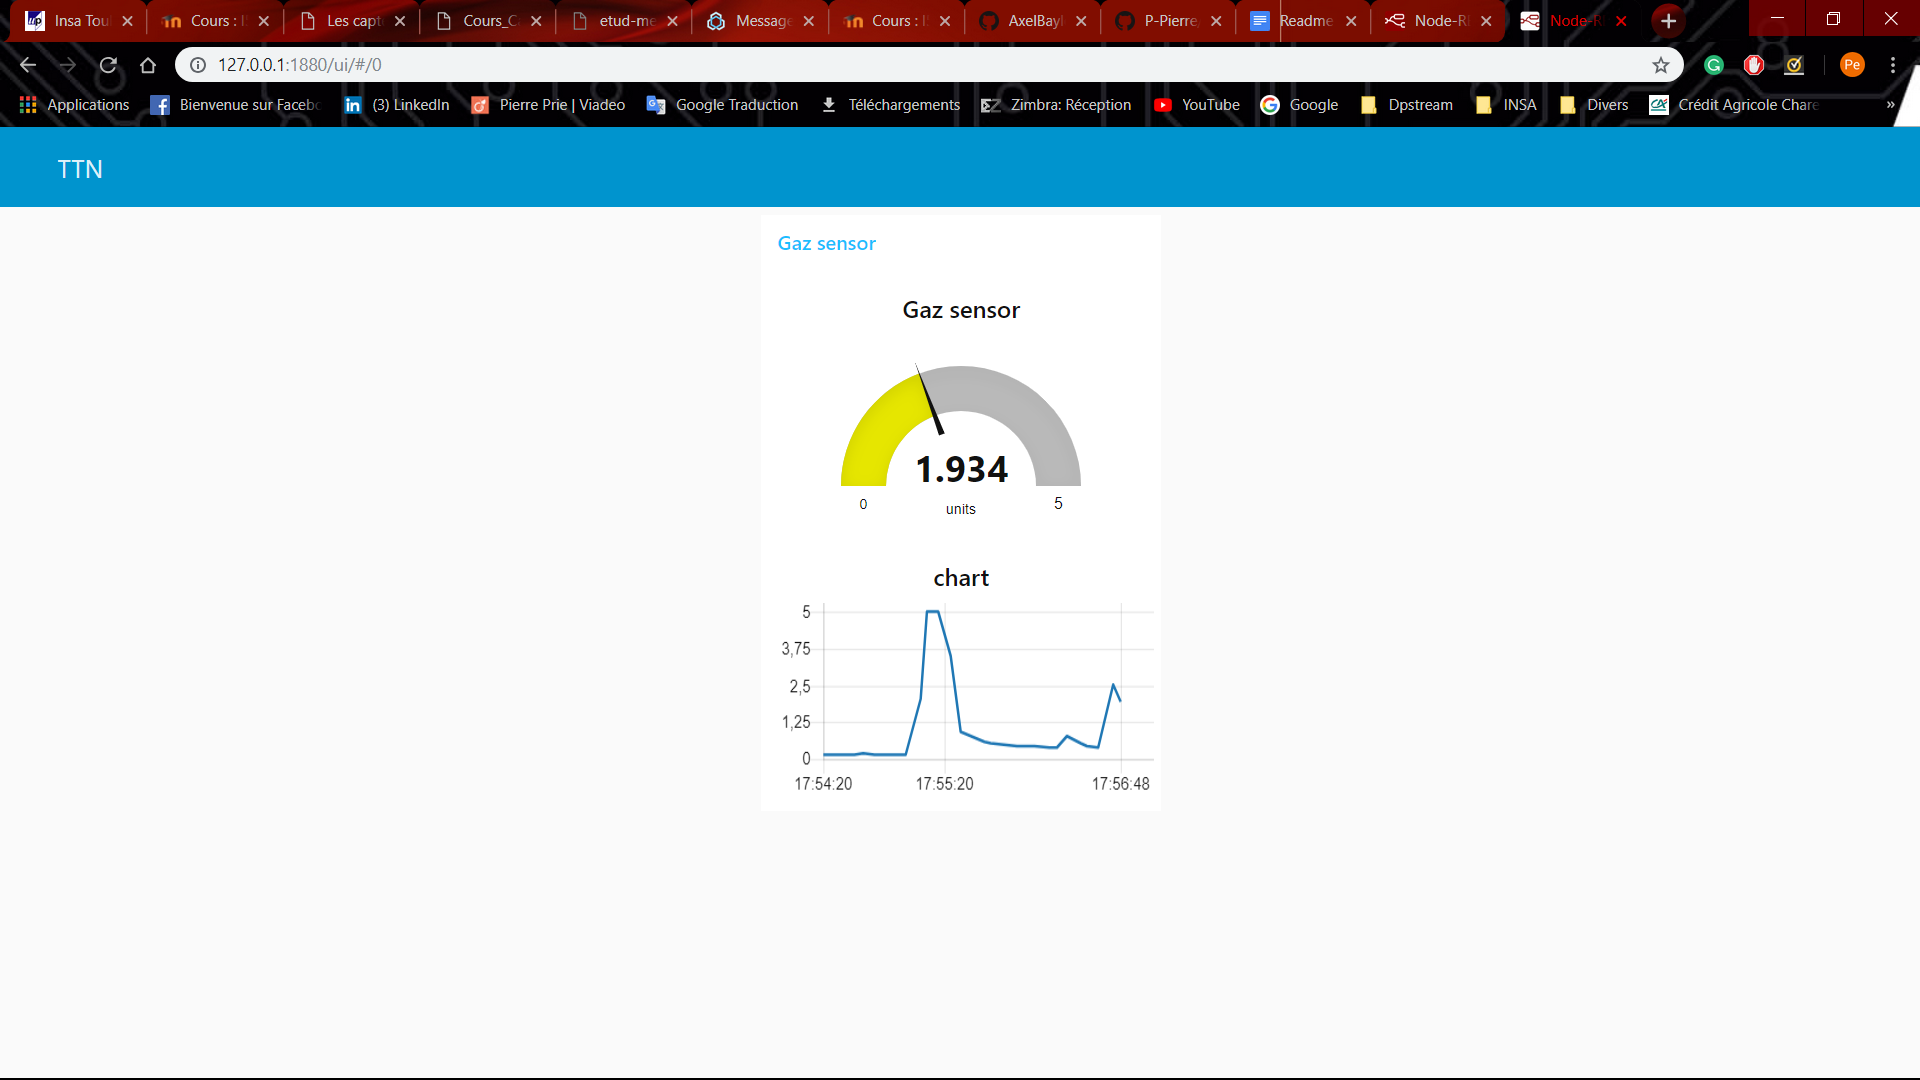 Insa Tou
Cours : I
Les capt
Cours_C
etud-me
Message
Cours : I
AxelBayl
P-Pierre
Readme
Node-R
Node-R
127.0.0.1:1880/ui/#/0
Pe
Applications
Bienvenue sur Facebo
(3) LinkedIn
Pierre Prie | Viadeo
Google Traduction
Téléchargements
Zimbra: Réception
YouTube
Google
Dpstream
INSA
Divers
Crédit Agricole Chare
»
TTN
Gaz sensor
Gaz sensor
1.934
0
units
5
chart
5
3,75
2,5
1,25
0
17:54:20
17:55:20
17:56:48